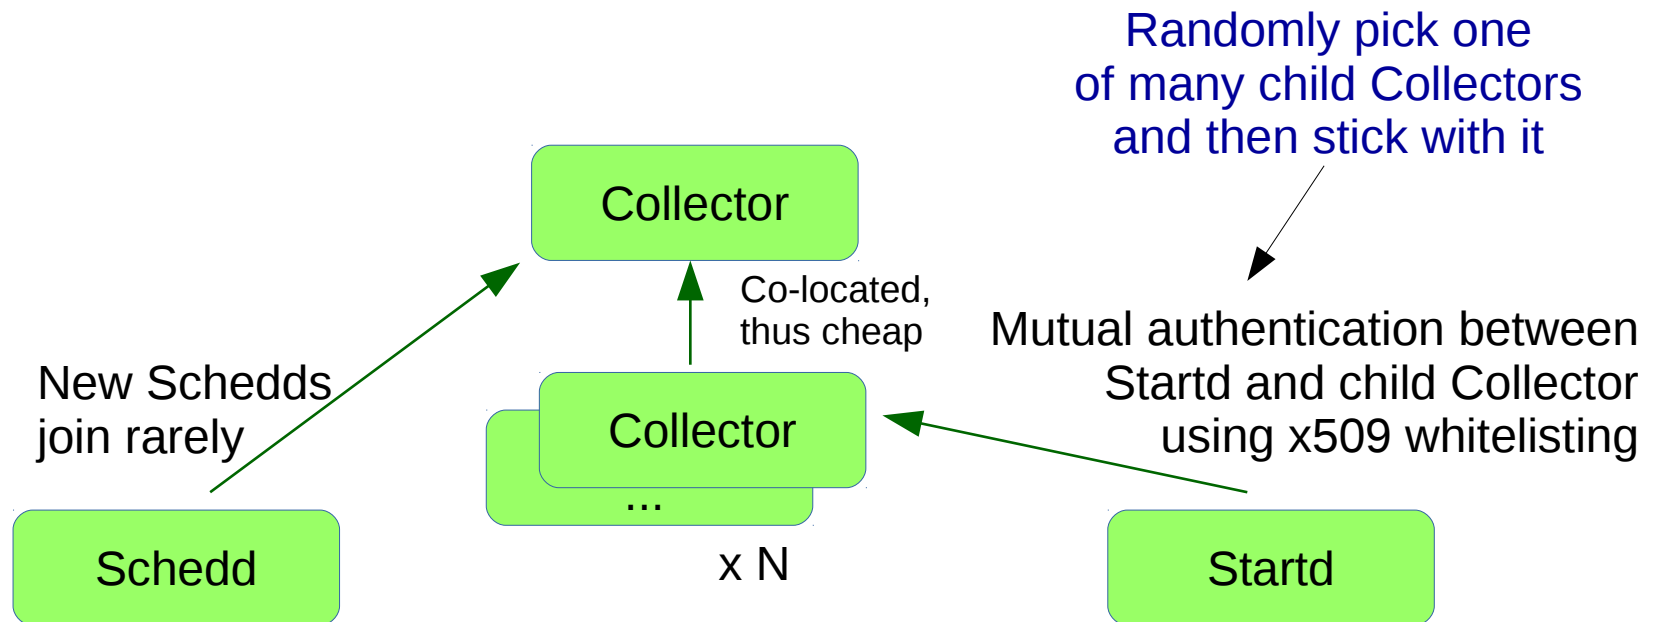 Randomly pick one
of many child Collectors
and then stick with it
Collector
Co-located,
thus cheap
Mutual authentication between
Startd and child Collector
using x509 whitelisting
New Schedds
join rarely
Collector
...
x N
Schedd
Startd